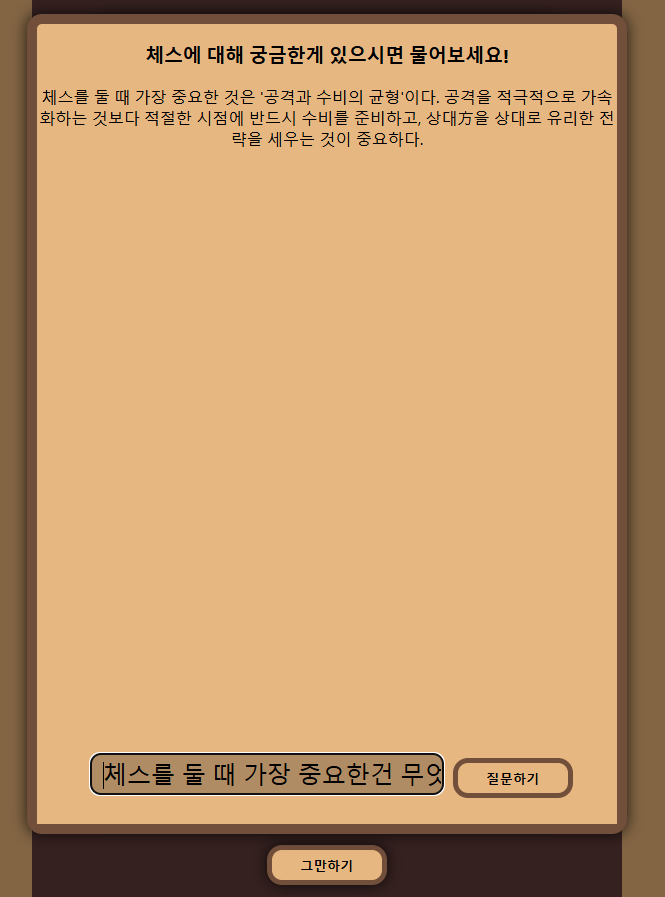 체스에 대해 궁금한게 있으시면 물어보세요!
체스를 둘 때 가장 중요한 것은 '공격과 수비의 균형'이다. 공격을 적극적으로 가속
화하는 것보다 적절한 시점에 반드시 수비를 준비하고, 상대方을 상대로 유리한 전
략을 세우는 것이 중요하다.
체스를 둘 때 가장 중요한건 무엇
질문하기
그만하기